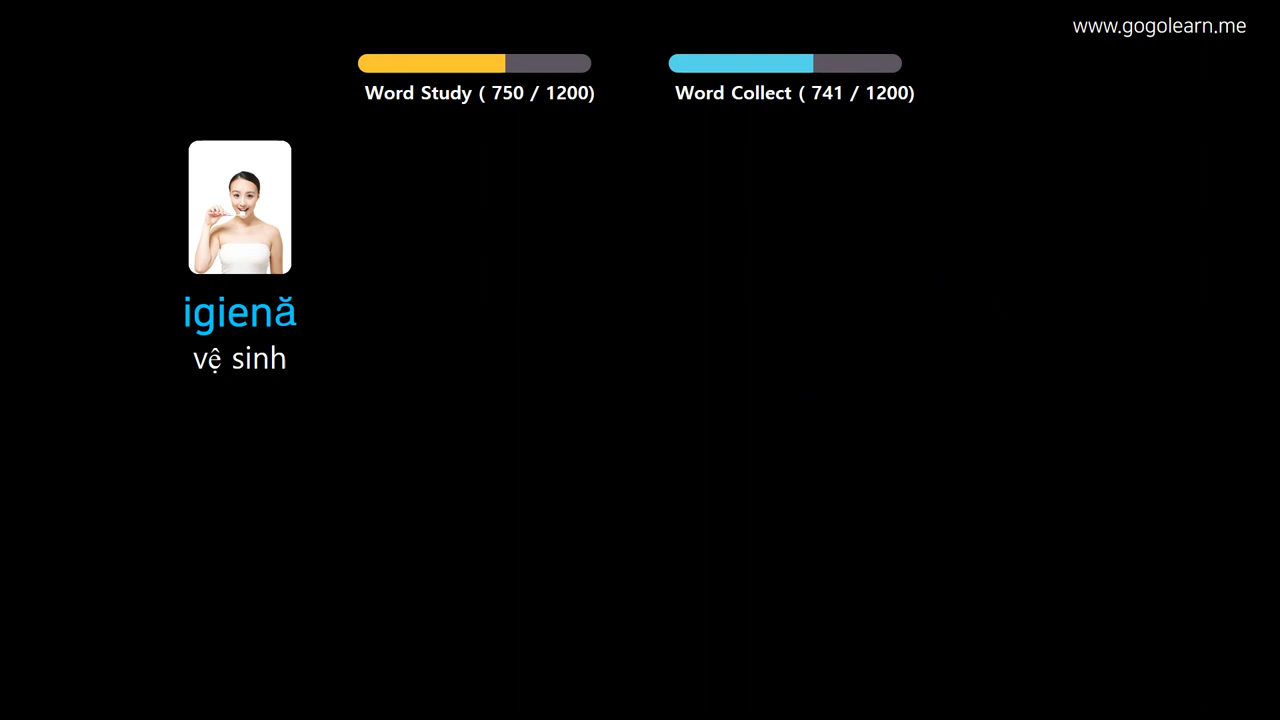 www.gogolearn.me
Word Study ( 750 / 1200)
Word Collect ( 741 / 1200)
igienă
vệ sinh